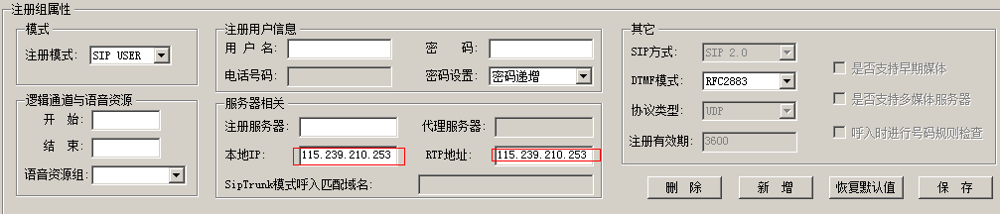 注册组属性
模式
注册模式: SIP USER
逻辑通道与语音资源
开 始:
结 束:
语音资源组:
注册用户信息
用 户 名: 密 码:
电话号码: 密码设置: 密码递增
服务器相关
注册服务器: 代理服务器:
本地IP: 115.239.210.253 RTP地址: 115.239.210.253
SipTrunk模式呼入匹配域名:
其它
SIP方式: SIP 2.0
DTMF模式: RFC2883
协议类型: UDP
注册有效期: 3600
是否支持早期媒体
是否支持多媒体服务器
呼入时进行号码规则检查
删 除 新 增 恢复默认值 保 存